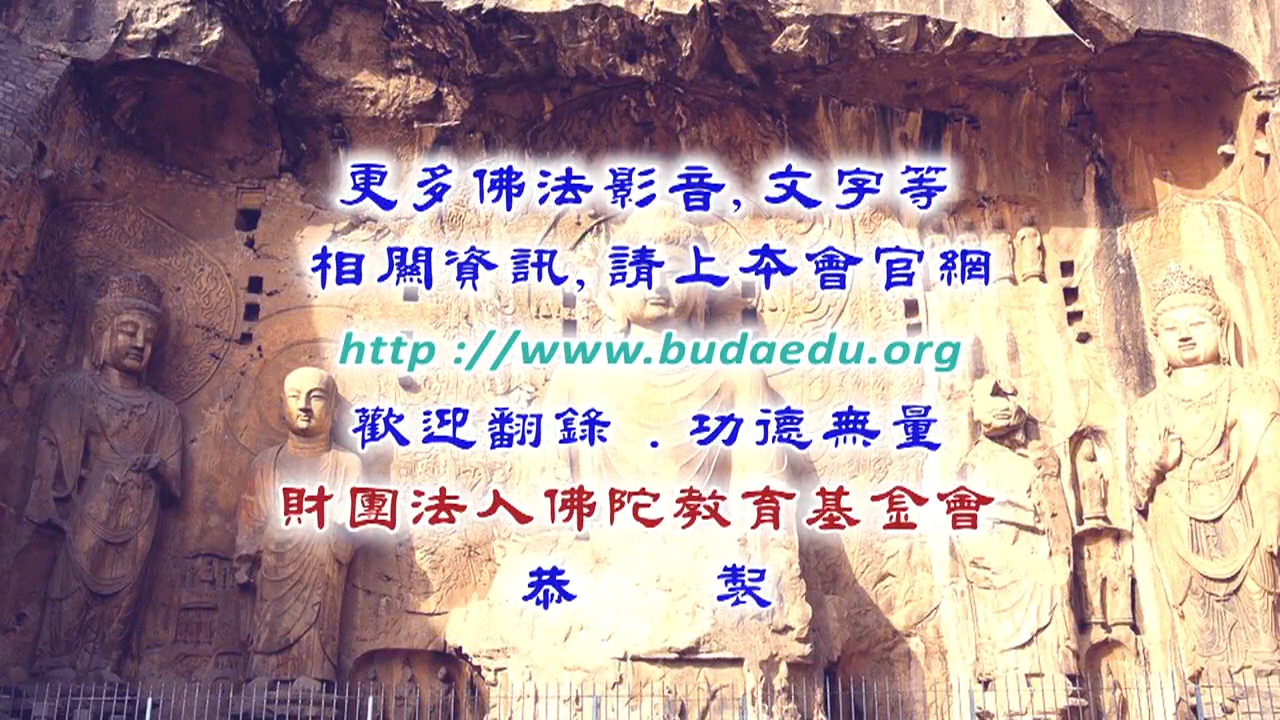 更多佛法影音,文字等
相關資訊,請上本會官網
http ://www.budaedu.org
歡迎翻錄 . 功德無量
財團法人佛陀教育基金會
恭 製